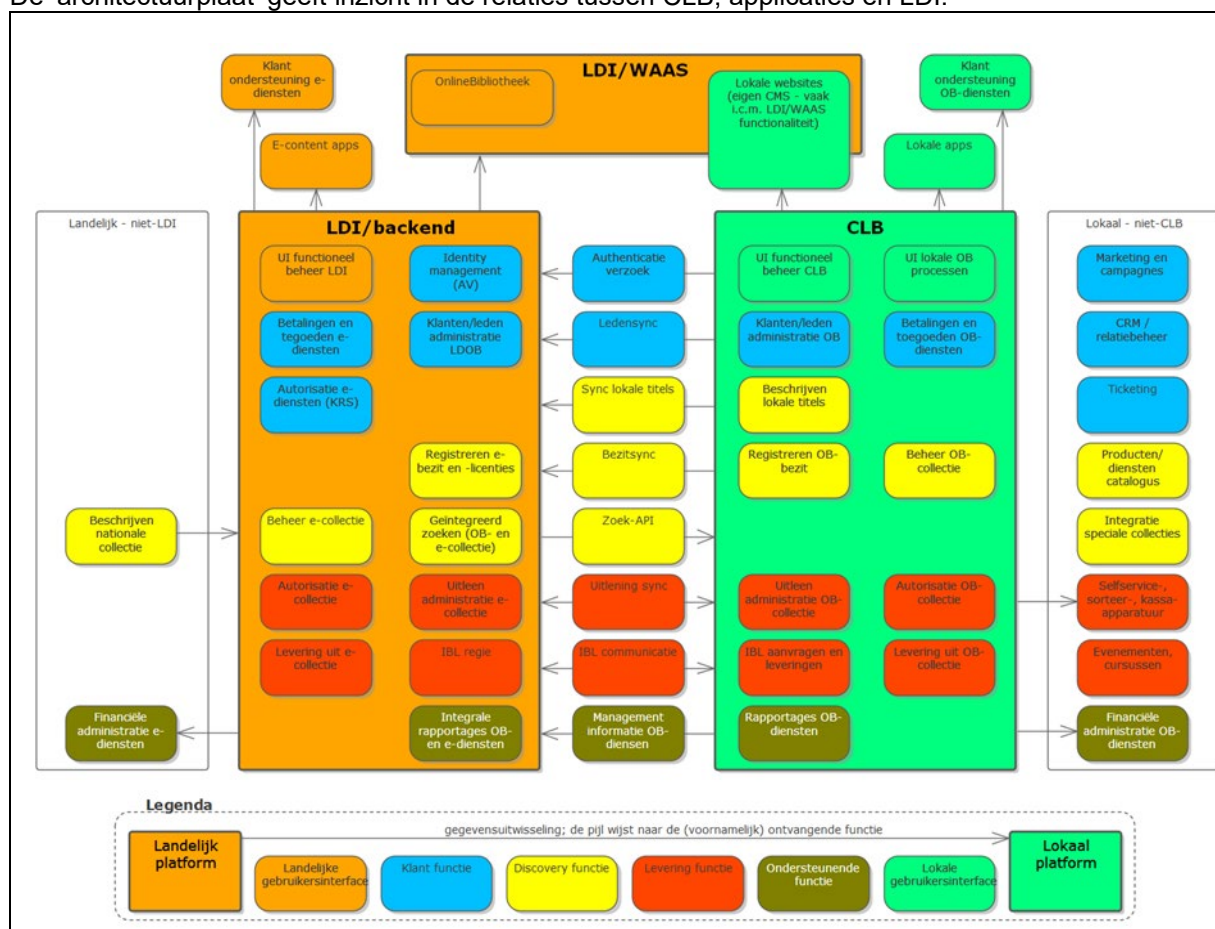 De 'architectuurplaat' geeft inzicht in de relaties tussen CLB, applicaties en LDI.
Klant
ondersteuning e-
diensten
LDI/WAAS
OnlineBibliotheek
Lokale websites
(eigen CMS - vaak
i.c.m. LDI/WAAS
functionaliteit)
Klant
ondersteuning
OB-diensten
E-content apps
Lokale apps
Landelijk - niet-LDI
LDI/backend
CLB
Lokaal - niet-CLB
UI functioneel
beheer LDI
Identity
management
(AV)
Authenticatie
verzoek
UI functioneel
beheer CLB
UI lokale OB
processen
Marketing en
campagnes
Betalingen en
tegoeden e-
diensten
Klanten/leden
administratie
LDOB
Ledensync
Klanten/leden
administratie OB
Betalingen en
toegoeden OB-
diensten
CRM /
relatiebeheer
Autorisatie e-
diensten (KRS)
Sync lokale titels
Beschrijven
lokale titels
Ticketing
Registreren e-
bezit en -licenties
Bezitsync
Registreren OB-
bezit
Beheer OB-
collectie
Producten/
diensten
catalogus
Beschrijven
nationale
collectie
Beheer e-collectie
Geïntegreerd
zoeken (OB- en
e-collectie)
Zoek-API
Integratie
speciale collecties
Autorisatie e-
collectie
Uitleen
administratie e-
collectie
Uitlening sync
Uitleen
administratie OB-
collectie
Autorisatie OB-
collectie
Selfservice-,
sorteer-, kassa-
apparatuur
Levering uit e-
collectie
IBL regie
IBL communicatie
IBL aanvragen en
leveringen
Levering uit OB-
collectie
Evenementen,
cursussen
Financiële
administratie e-
diensten
Integrale
rapportages OB-
en e-diensten
Management
informatie OB-
diensen
Rapportages OB-
diensten
Financiële
administratie OB-
diensten
Legenda
gegevensuitwisseling; de pijl wijst naar de (voornamelijk) ontvangende functie
Landelijk
platform
Landelijke
gebruikersinterface
Klant functie
Discovery functie
Levering functie
Ondersteunende
functie
Lokale
gebruikersinterface
Lokaal
platform